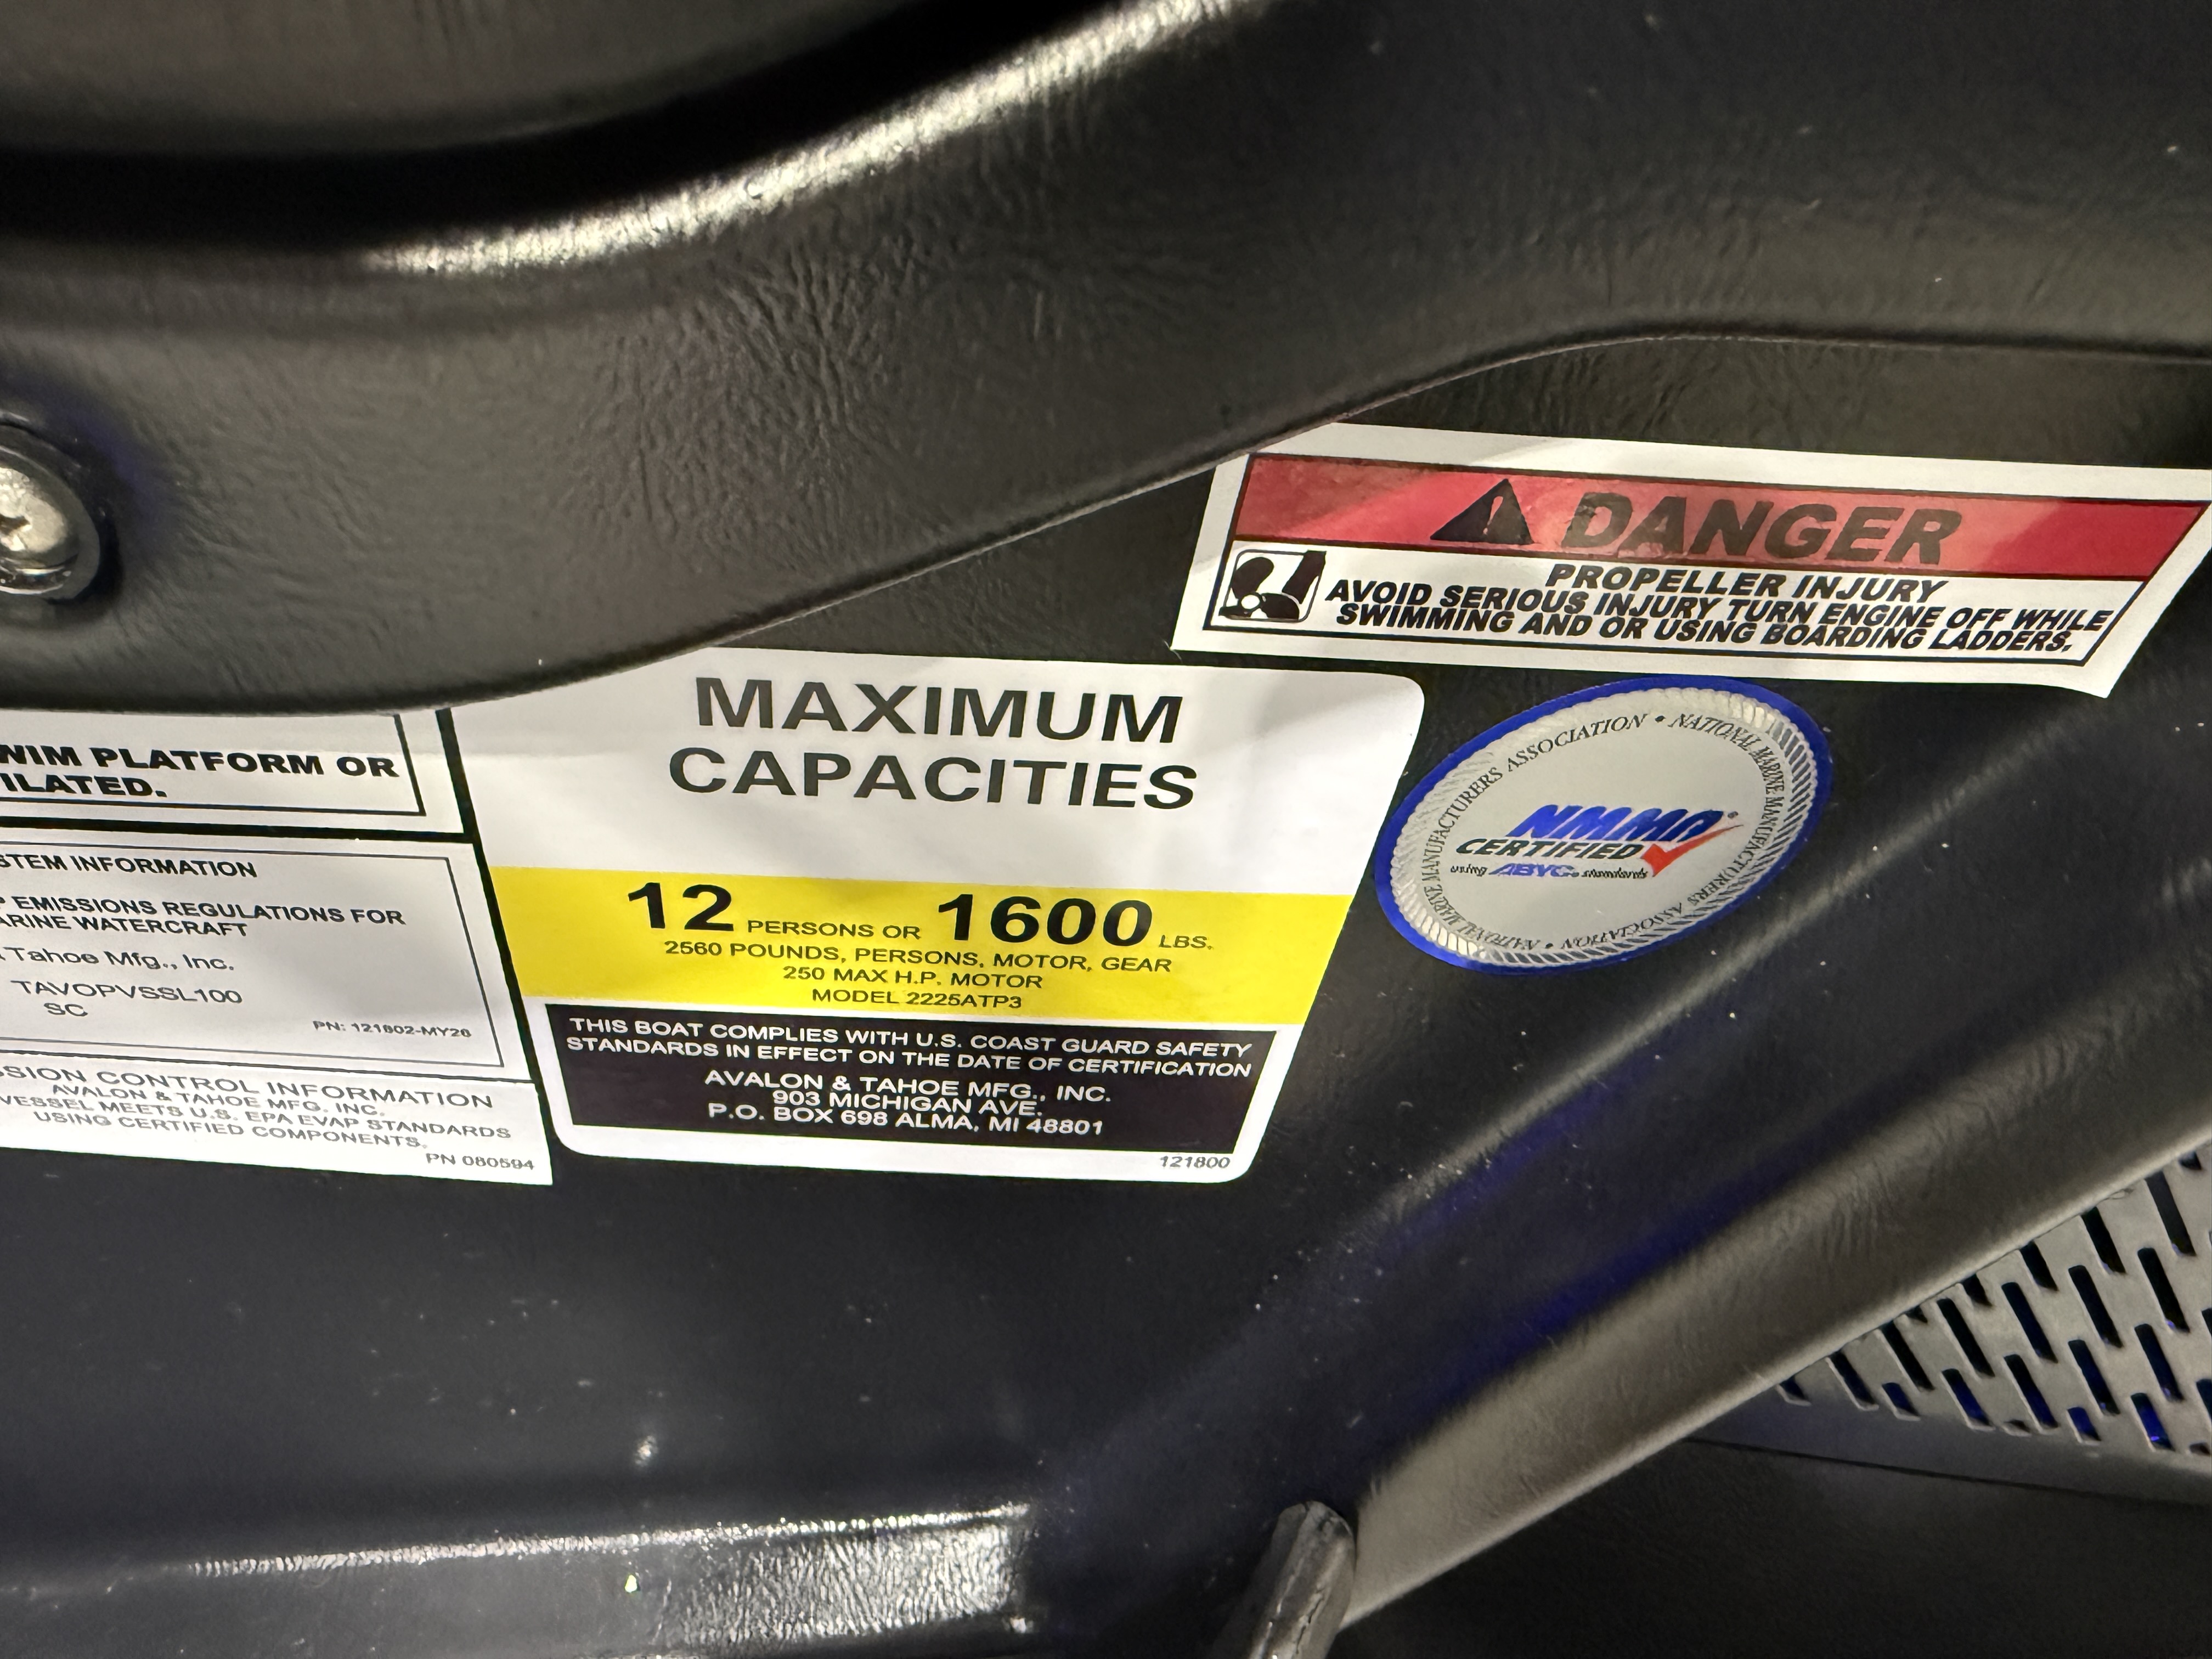 DANGER
PROPELLER INJURY
AVOID SERIOUS INJURY TURN ENGINE OFF WHILE
SWIMMING AND OR USING BOARDING LADDERS.
MAXIMUM
CAPACITIES
12 PERSONS OR 1600 LBS.
2560 POUNDS, PERSONS, MOTOR, GEAR
250 MAX H.P. MOTOR
MODEL 2225ATP3
THIS BOAT COMPLIES WITH U.S. COAST GUARD SAFETY
STANDARDS IN EFFECT ON THE DATE OF CERTIFICATION
AVALON & TAHOE MFG., INC.
903 MICHIGAN AVE.
P.O. BOX 698 ALMA, MI 48801
121800
NATIONAL MARINE MANUFACTURERS ASSOCIATION • NATIONAL MARINE MANUFACTURERS ASSOCIATION •
NMMA®
CERTIFIED
using ABYC® standards
PLATFORM OR
ILATED.
STEM INFORMATION
P EMISSIONS REGULATIONS FOR
ARINE WATERCRAFT
Tahoe Mfg., Inc.
TAVOPVSSL100
SC
PN: 121802-MY26
SSION CONTROL INFORMATION
AVALON & TAHOE MFG. INC.
VESSEL MEETS U.S. EPA EVAP STANDARDS
USING CERTIFIED COMPONENTS.
PN 080594